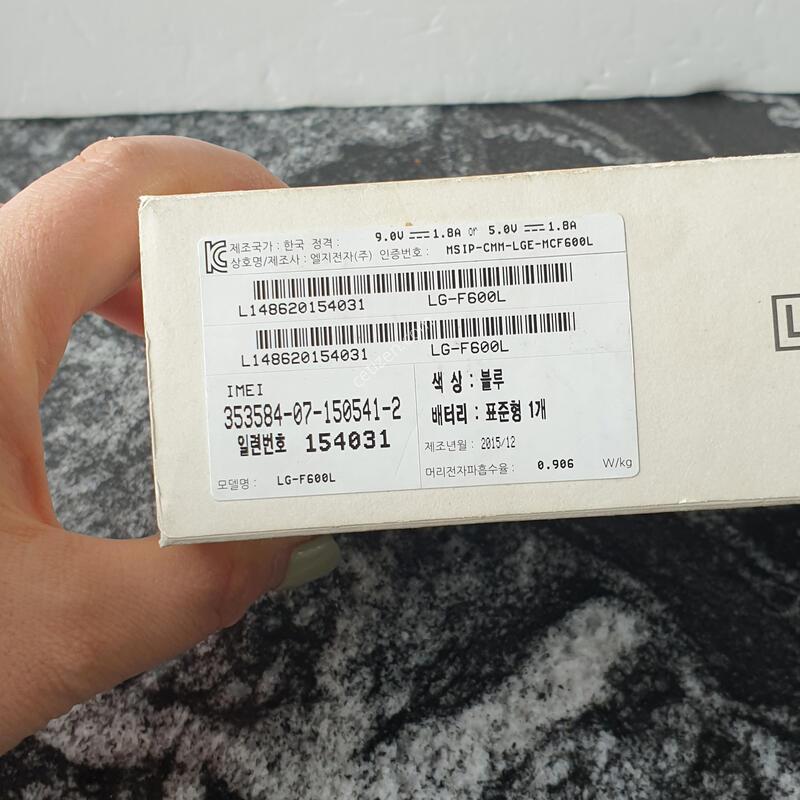 KC 제조국가 : 한국 정격 : 9.0V ⎓ 1.8A or 5.0V ⎓ 1.8A
상호명/제조사 : 엘지전자(주) 인증번호 : MSIP-CMM-LGE-MCF600L
L148620154031 LG-F600L
L148620154031 LG-F600L
IMEI
353584-07-150541-2
일련번호 154031
모델명 : LG-F600L
색 상 : 블루
배터리 : 표준형 1개
제조년월 : 2015/12
머리전자파흡수율 : 0.906 W/kg